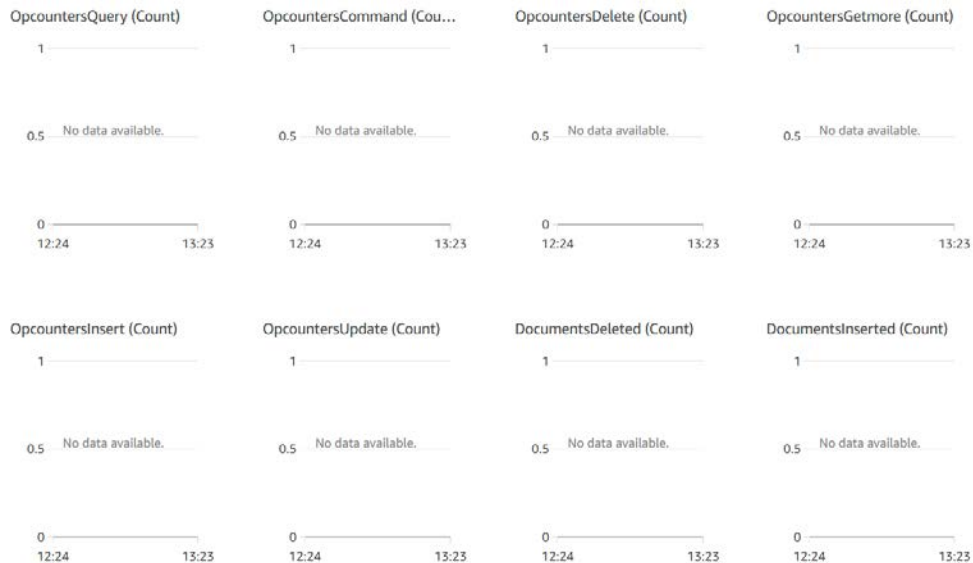 OpcountersQuery (Count) OpcountersCommand (Cou... OpcountersDelete (Count) OpcountersGetmore (Count)
1 1 1 1
0.5 No data available. 0.5 No data available. 0.5 No data available. 0.5 No data available.
0 0 0 0
12:24 13:23 12:24 13:23 12:24 13:23 12:24 13:23
OpcountersInsert (Count) OpcountersUpdate (Count) DocumentsDeleted (Count) DocumentsInserted (Count)
1 1 1 1
0.5 No data available. 0.5 No data available. 0.5 No data available. 0.5 No data available.
0 0 0 0
12:24 13:23 12:24 13:23 12:24 13:23 12:24 13:23